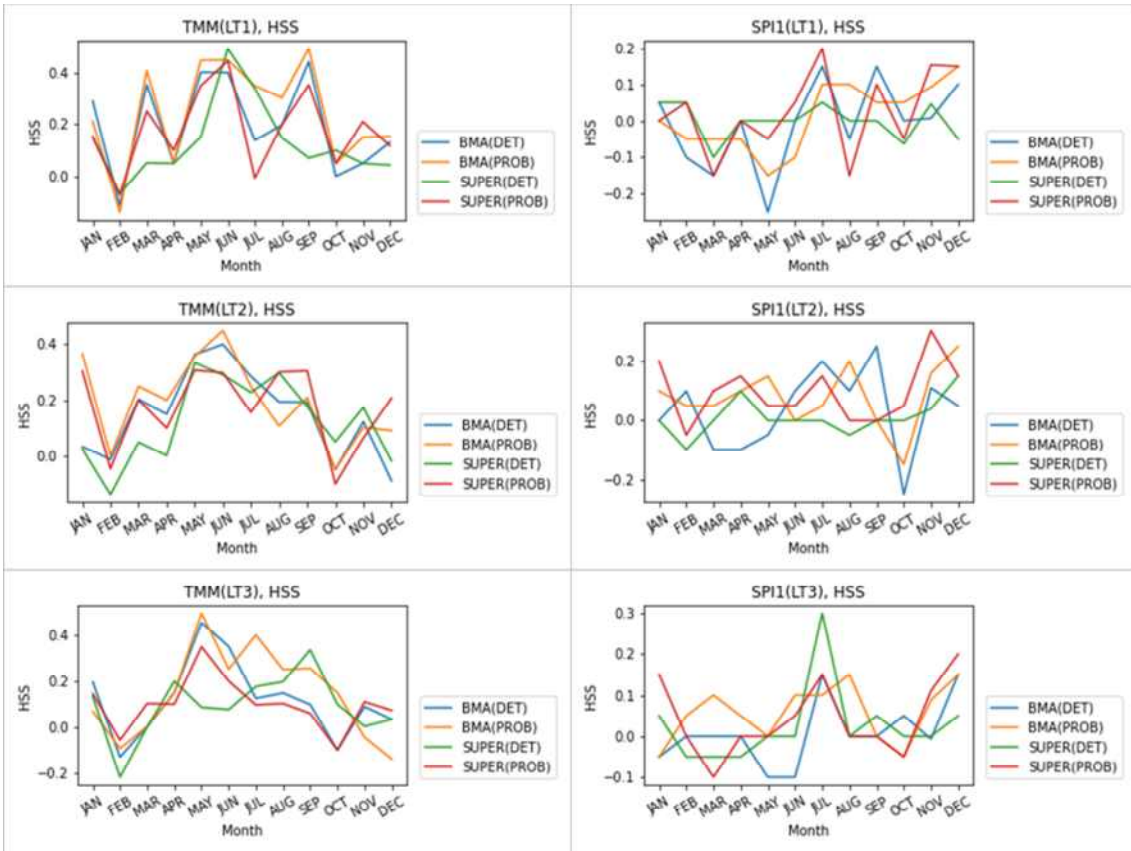 TMM(LT1), HSS
HSS
0.4
0.2
0.0
JAN FEB MAR APR MAY JUN JUL AUG SEP OCT NOV DEC
Month
BMA(DET)
BMA(PROB)
SUPER(DET)
SUPER(PROB)
SPI1(LT1), HSS
HSS
0.2
0.1
0.0
−0.1
−0.2
JAN FEB MAR APR MAY JUN JUL AUG SEP OCT NOV DEC
Month
BMA(DET)
BMA(PROB)
SUPER(DET)
SUPER(PROB)
TMM(LT2), HSS
HSS
0.4
0.2
0.0
JAN FEB MAR APR MAY JUN JUL AUG SEP OCT NOV DEC
Month
BMA(DET)
BMA(PROB)
SUPER(DET)
SUPER(PROB)
SPI1(LT2), HSS
HSS
0.2
0.0
−0.2
JAN FEB MAR APR MAY JUN JUL AUG SEP OCT NOV DEC
Month
BMA(DET)
BMA(PROB)
SUPER(DET)
SUPER(PROB)
TMM(LT3), HSS
HSS
0.4
0.2
0.0
−0.2
JAN FEB MAR APR MAY JUN JUL AUG SEP OCT NOV DEC
Month
BMA(DET)
BMA(PROB)
SUPER(DET)
SUPER(PROB)
SPI1(LT3), HSS
HSS
0.3
0.2
0.1
0.0
−0.1
JAN FEB MAR APR MAY JUN JUL AUG SEP OCT NOV DEC
Month
BMA(DET)
BMA(PROB)
SUPER(DET)
SUPER(PROB)